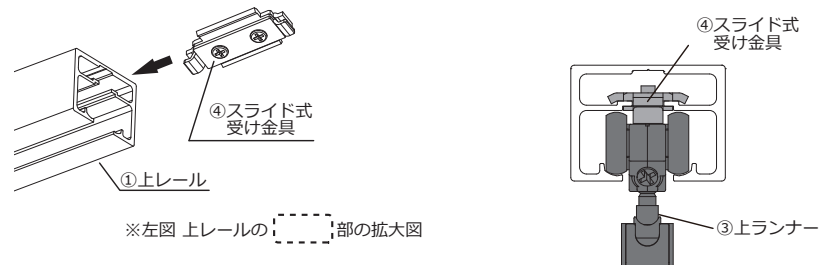 ④スライド式
受け金具
①上レール
※左図 上レールの 部の拡大図
④スライド式
受け金具
③上ランナー